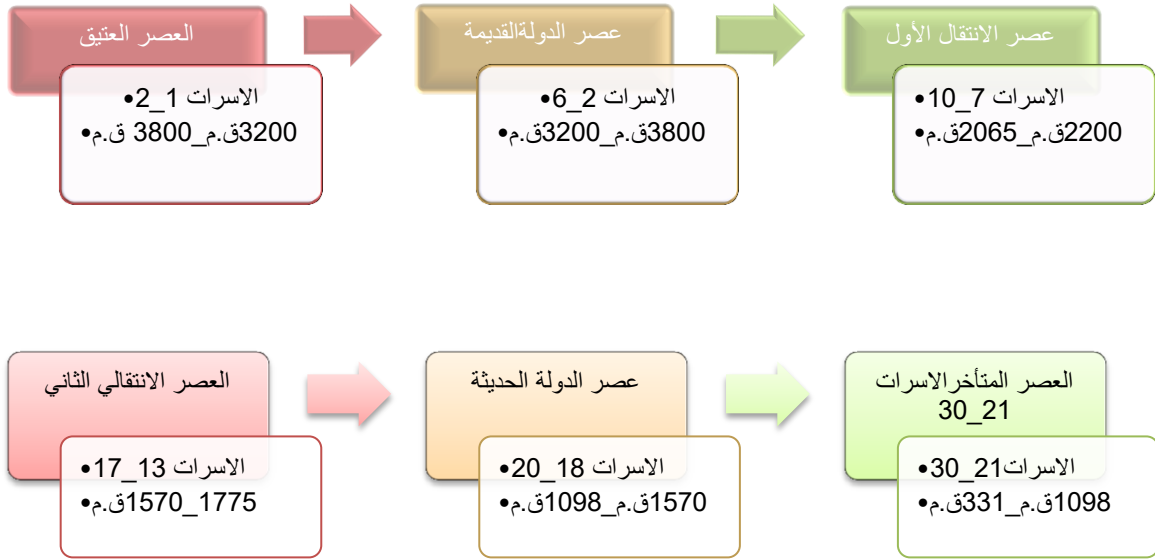 العصر العتيق
الاسرات 1_2
3200ق.م_3800 ق.م
عصر الدولةالقديمة
الاسرات 2_6
3800ق.م_3200ق.م
عصر الانتقال الأول
الاسرات 7_10
2200ق.م_2065ق.م
العصر الانتقالي الثاني
الاسرات 13_17
1775_1570ق.م
عصر الدولة الحديثة
الاسرات 18_20
1570ق.م_1098ق.م
العصر المتأخرالاسرات
21_30
الاسرات21_30
1098ق.م_331ق.م